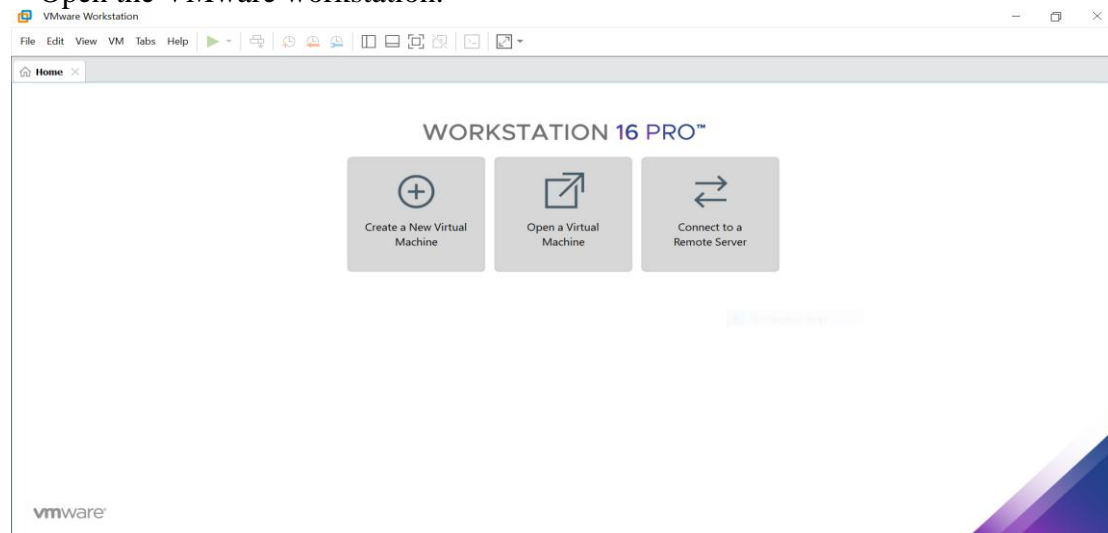 Open the VMware workstation.
VMware Workstation
File Edit View VM Tabs Help
Home
WORKSTATION 16 PRO™
Create a New Virtual
Machine
Open a Virtual
Machine
Connect to a
Remote Server
vmware®